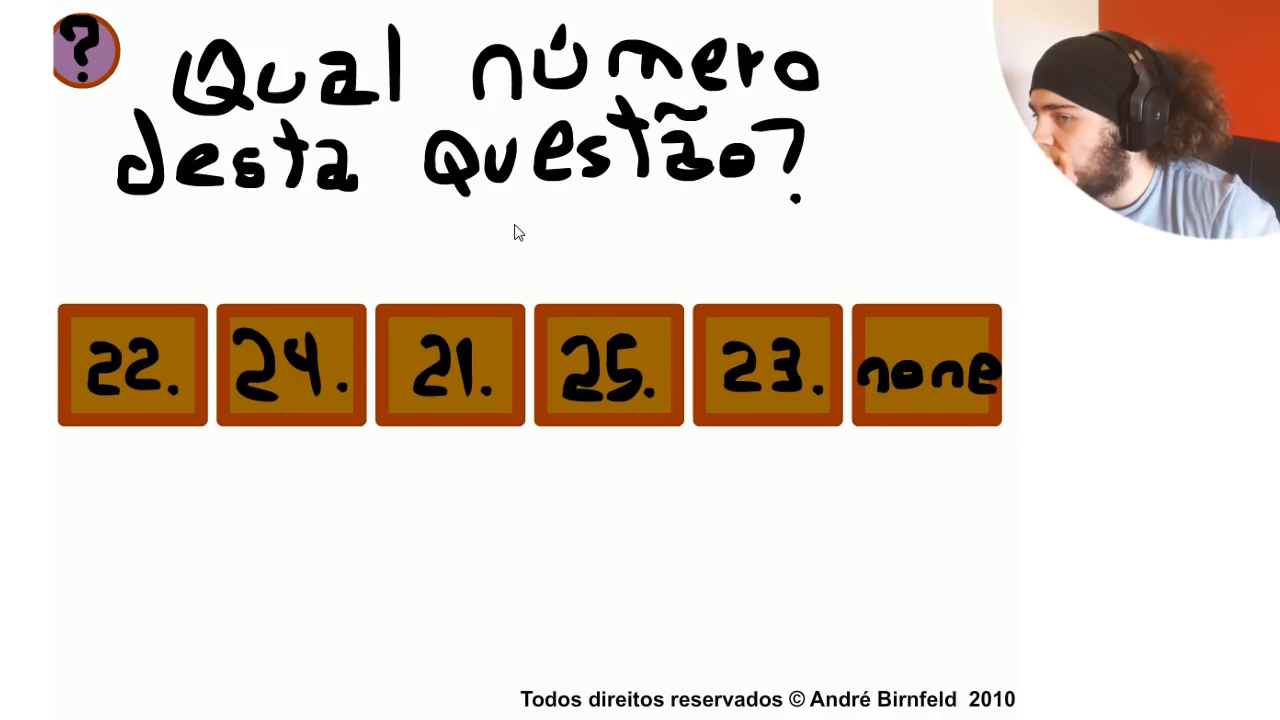 ?
Qual número
desta questão?
22. 24. 21. 25. 23. none
Todos direitos reservados © André Birnfeld 2010